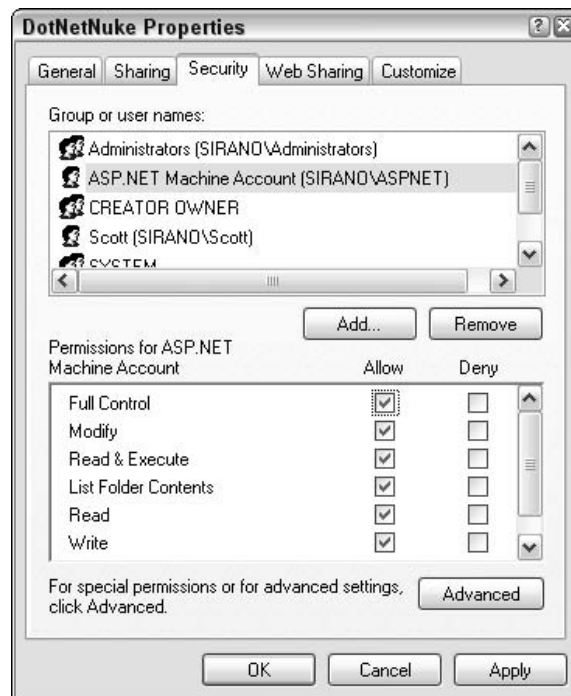 DotNetNuke Properties
General Sharing Security Web Sharing Customize
Group or user names:
Administrators (SIRANO\Administrators)
ASP.NET Machine Account (SIRANO\ASPNET)
CREATOR OWNER
Scott (SIRANO\Scott)
SYSTEM
Add... Remove
Permissions for ASP.NET
Machine Account Allow Deny
Full Control
Modify
Read & Execute
List Folder Contents
Read
Write
For special permissions or for advanced settings,
click Advanced.
Advanced
OK Cancel Apply